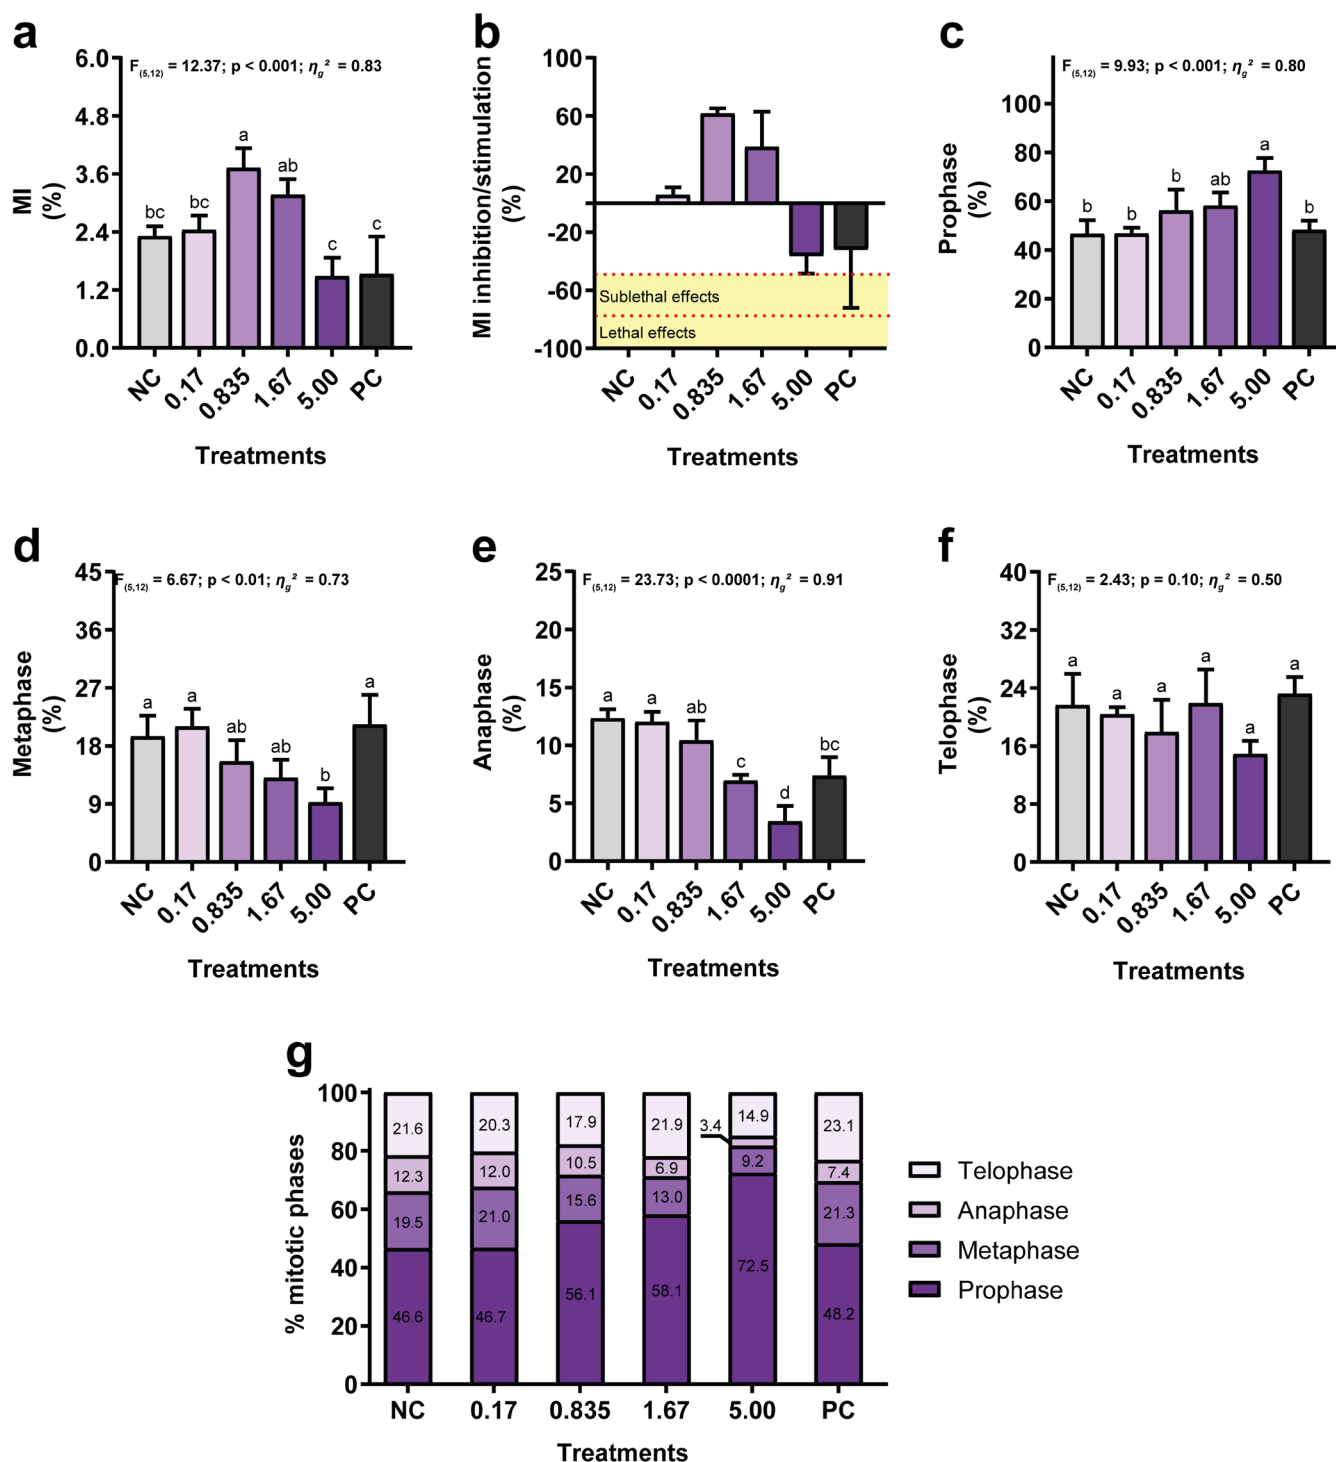 a
F(5,12) = 12.37; p < 0.001; ηg² = 0.83
MI
(%)
6.0
4.8
3.6
2.4
1.2
0.0
bc
bc
a
ab
c
c
NC
0.17
0.835
1.67
5.00
PC
Treatments
b
MI inhibition/stimulation
(%)
100
60
20
-20
-60
-100
Sublethal effects
Lethal effects
NC
0.17
0.835
1.67
5.00
PC
Treatments
c
F(5,12) = 9.93; p < 0.001; ηg² = 0.80
Prophase
(%)
100
80
60
40
20
0
b
b
b
ab
a
b
NC
0.17
0.835
1.67
5.00
PC
Treatments
d
F(5,12) = 6.67; p < 0.01; ηg² = 0.73
Metaphase
(%)
45
36
27
18
9
0
a
a
ab
ab
b
a
NC
0.17
0.835
1.67
5.00
PC
Treatments
e
F(5,12) = 23.73; p < 0.0001; ηg² = 0.91
Anaphase
(%)
25
20
15
10
5
0
a
a
ab
c
d
bc
NC
0.17
0.835
1.67
5.00
PC
Treatments
f
F(5,12) = 2.43; p = 0.10; ηg² = 0.50
Telophase
(%)
40
32
24
16
8
0
a
a
a
a
a
a
NC
0.17
0.835
1.67
5.00
PC
Treatments
g
% mitotic phases
100
80
60
40
20
0
21.6
12.3
19.5
46.6
20.3
12.0
21.0
46.7
17.9
10.5
15.6
56.1
21.9
6.9
13.0
58.1
14.9
3.4
9.2
72.5
23.1
7.4
21.3
48.2
NC
0.17
0.835
1.67
5.00
PC
Treatments
Telophase
Anaphase
Metaphase
Prophase